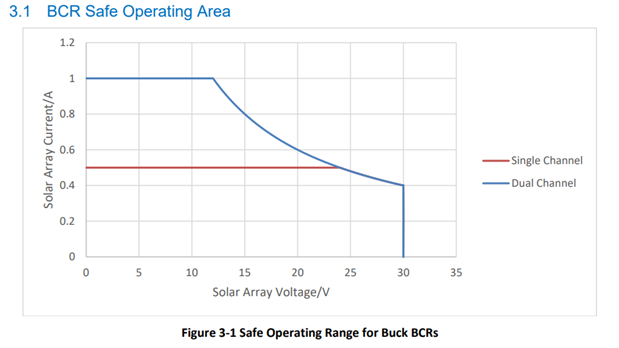 3.1 BCR Safe Operating Area
1.2
1
0.8
0.6
0.4
0.2
0
Solar Array Current/A
0 5 10 15 20 25 30 35
Solar Array Voltage/V
Single Channel
Dual Channel
Figure 3-1 Safe Operating Range for Buck BCRs